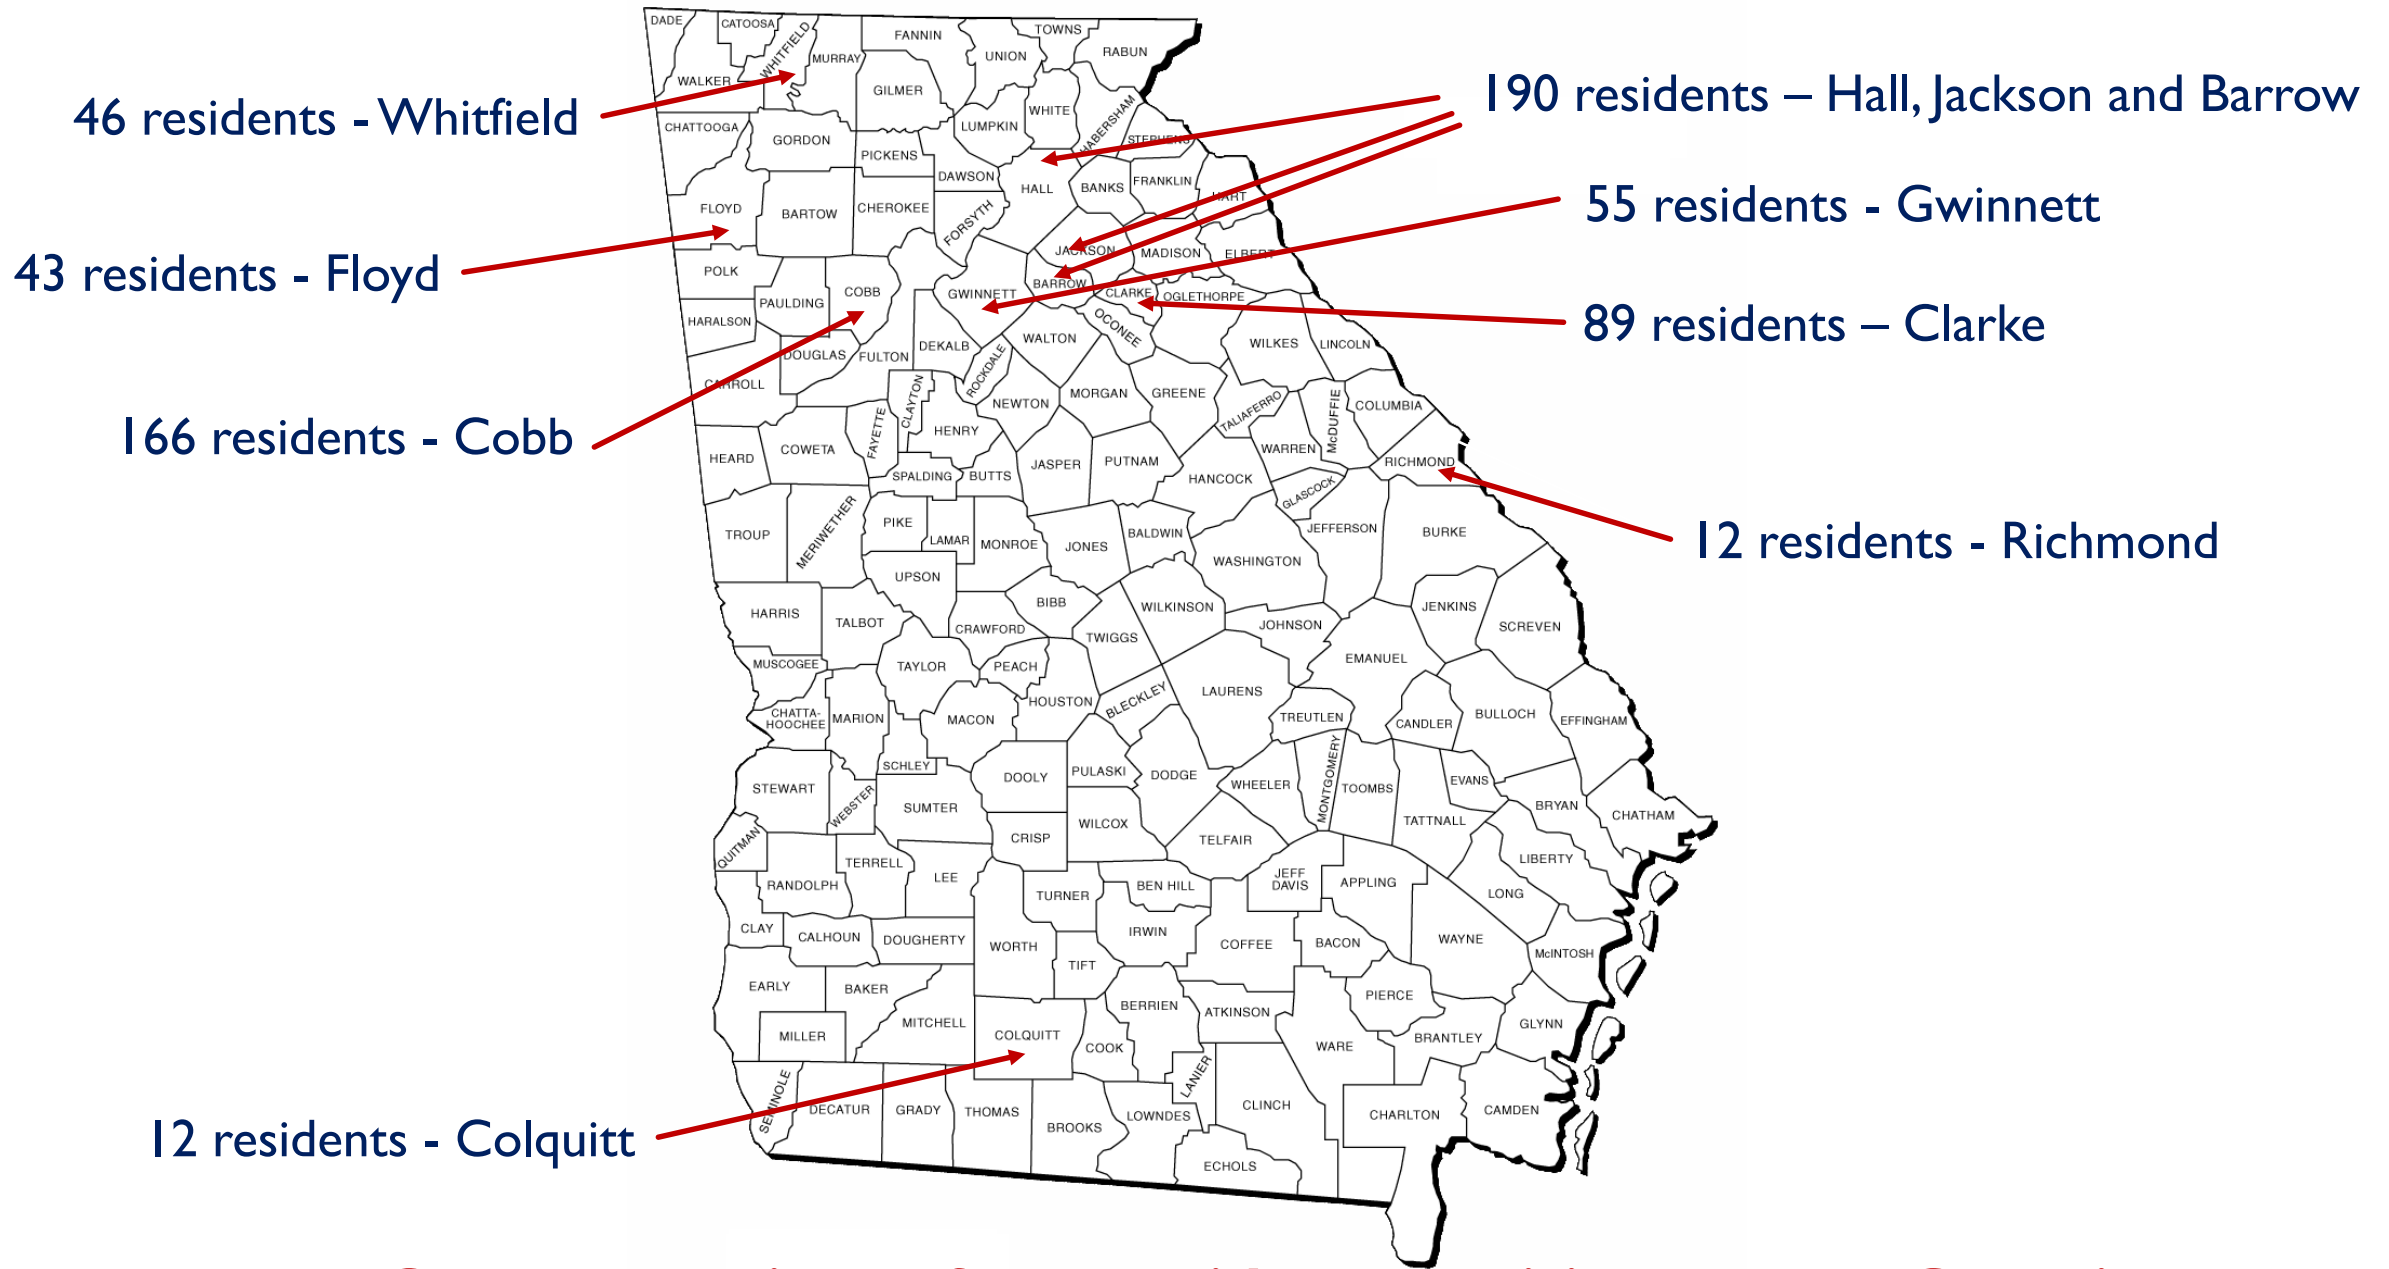 46 residents - Whitfield
43 residents - Floyd
166 residents - Cobb
12 residents - Colquitt
190 residents – Hall, Jackson and Barrow
55 residents - Gwinnett
89 residents – Clarke
12 residents - Richmond
DADE
CATOOSA
WHITFIELD
MURRAY
FANNIN
UNION
TOWNS
RABUN
WALKER
GILMER
WHITE
HABERSHAM
LUMPKIN
STEPHENS
CHATTOOGA
GORDON
PICKENS
DAWSON
HALL
BANKS
FRANKLIN
HART
FLOYD
BARTOW
CHEROKEE
FORSYTH
JACKSON
MADISON
ELBERT
POLK
PAULDING
COBB
GWINNETT
BARROW
CLARKE
OGLETHORPE
HARALSON
DOUGLAS
FULTON
DEKALB
ROCKDALE
WALTON
OCONEE
WILKES
LINCOLN
CARROLL
CLAYTON
FAYETTE
HENRY
NEWTON
MORGAN
GREENE
TALIAFERRO
McDUFFIE
COLUMBIA
HEARD
COWETA
SPALDING
BUTTS
JASPER
PUTNAM
HANCOCK
WARREN
GLASCOCK
RICHMOND
TROUP
MERIWETHER
PIKE
LAMAR
MONROE
JONES
BALDWIN
WASHINGTON
JEFFERSON
BURKE
UPSON
HARRIS
TALBOT
CRAWFORD
BIBB
TWIGGS
WILKINSON
JOHNSON
JENKINS
SCREVEN
MUSCOGEE
TAYLOR
PEACH
HOUSTON
BLECKLEY
LAURENS
EMANUEL
CHATTA-
HOOCHEE
MARION
MACON
TREUTLEN
CANDLER
BULLOCH
EFFINGHAM
SCHLEY
STEWART
WEBSTER
SUMTER
DOOLY
PULASKI
DODGE
WHEELER
MONTGOMERY
TOOMBS
EVANS
TATTNALL
BRYAN
CHATHAM
QUITMAN
TERRELL
LEE
CRISP
WILCOX
TELFAIR
LIBERTY
RANDOLPH
TURNER
BEN HILL
JEFF
DAVIS
APPLING
LONG
CLAY
CALHOUN
DOUGHERTY
WORTH
IRWIN
COFFEE
BACON
WAYNE
McINTOSH
TIFT
EARLY
BAKER
MITCHELL
COLQUITT
BERRIEN
ATKINSON
PIERCE
GLYNN
MILLER
COOK
WARE
BRANTLEY
LANIER
SEMINOLE
DECATUR
GRADY
THOMAS
BROOKS
LOWNDES
CLINCH
CHARLTON
CAMDEN
ECHOLS